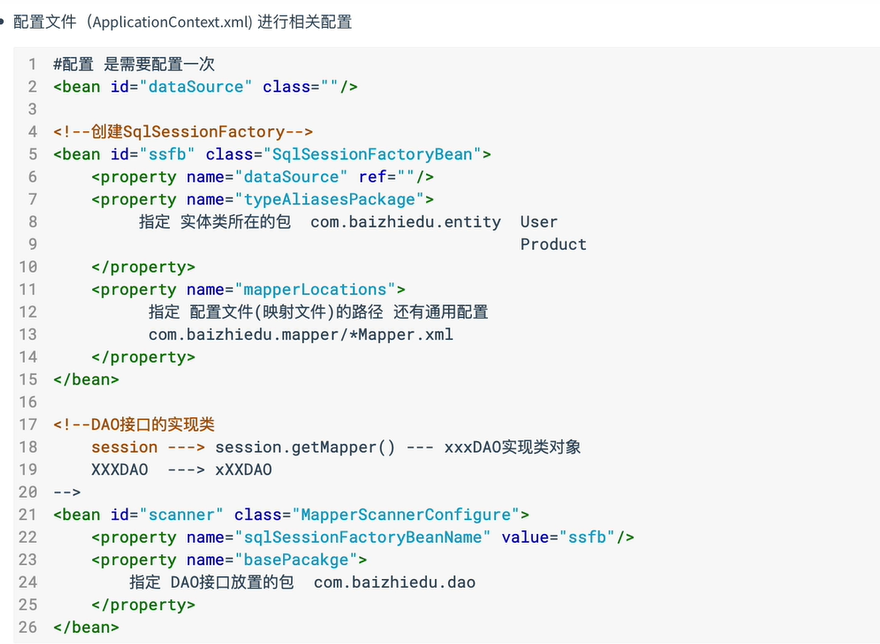 • 配置文件（ApplicationContext.xml) 进行相关配置
1 #配置 是需要配置一次
2 <bean id="dataSource" class=""/>
3
4 <!--创建SqlSessionFactory-->
5 <bean id="ssfb" class="SqlSessionFactoryBean">
6     <property name="dataSource" ref=""/>
7     <property name="typeAliasesPackage">
8          指定 实体类所在的包  com.baizhiedu.entity  User
9                                                 Product
10     </property>
11     <property name="mapperLocations">
12           指定 配置文件(映射文件)的路径 还有通用配置
13           com.baizhiedu.mapper/*Mapper.xml
14     </property>
15 </bean>
16
17 <!--DAO接口的实现类
18     session ---> session.getMapper() --- xxxDAO实现类对象
19     XXXDAO  ---> xXXDAO
20 -->
21 <bean id="scanner" class="MapperScannerConfigure">
22     <property name="sqlSessionFactoryBeanName" value="ssfb"/>
23     <property name="basePacakge">
24         指定 DAO接口放置的包  com.baizhiedu.dao
25     </property>
26 </bean>